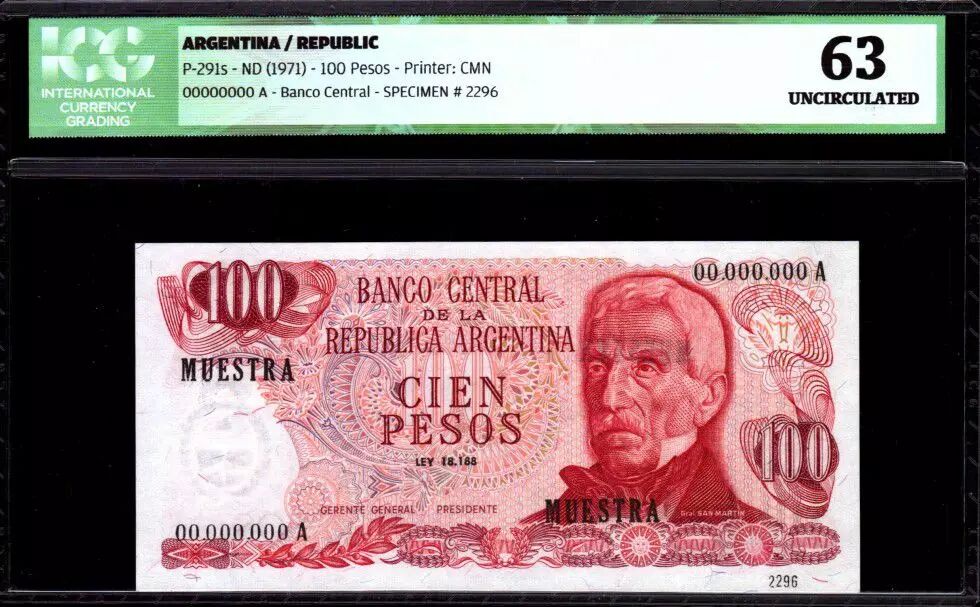 ICG
INTERNATIONAL
CURRENCY
GRADING
ARGENTINA / REPUBLIC
P-291s - ND (1971) - 100 Pesos - Printer: CMN
00000000 A - Banco Central - SPECIMEN # 2296
63
UNCIRCULATED
100
00.000.000 A
BANCO CENTRAL
DE LA
REPUBLICA ARGENTINA
MUESTRA
CIEN
PESOS
LEY 18.188
100
GERENTE GENERAL PRESIDENTE
MUESTRA
Gral. SAN MARTIN
00.000.000 A
2296